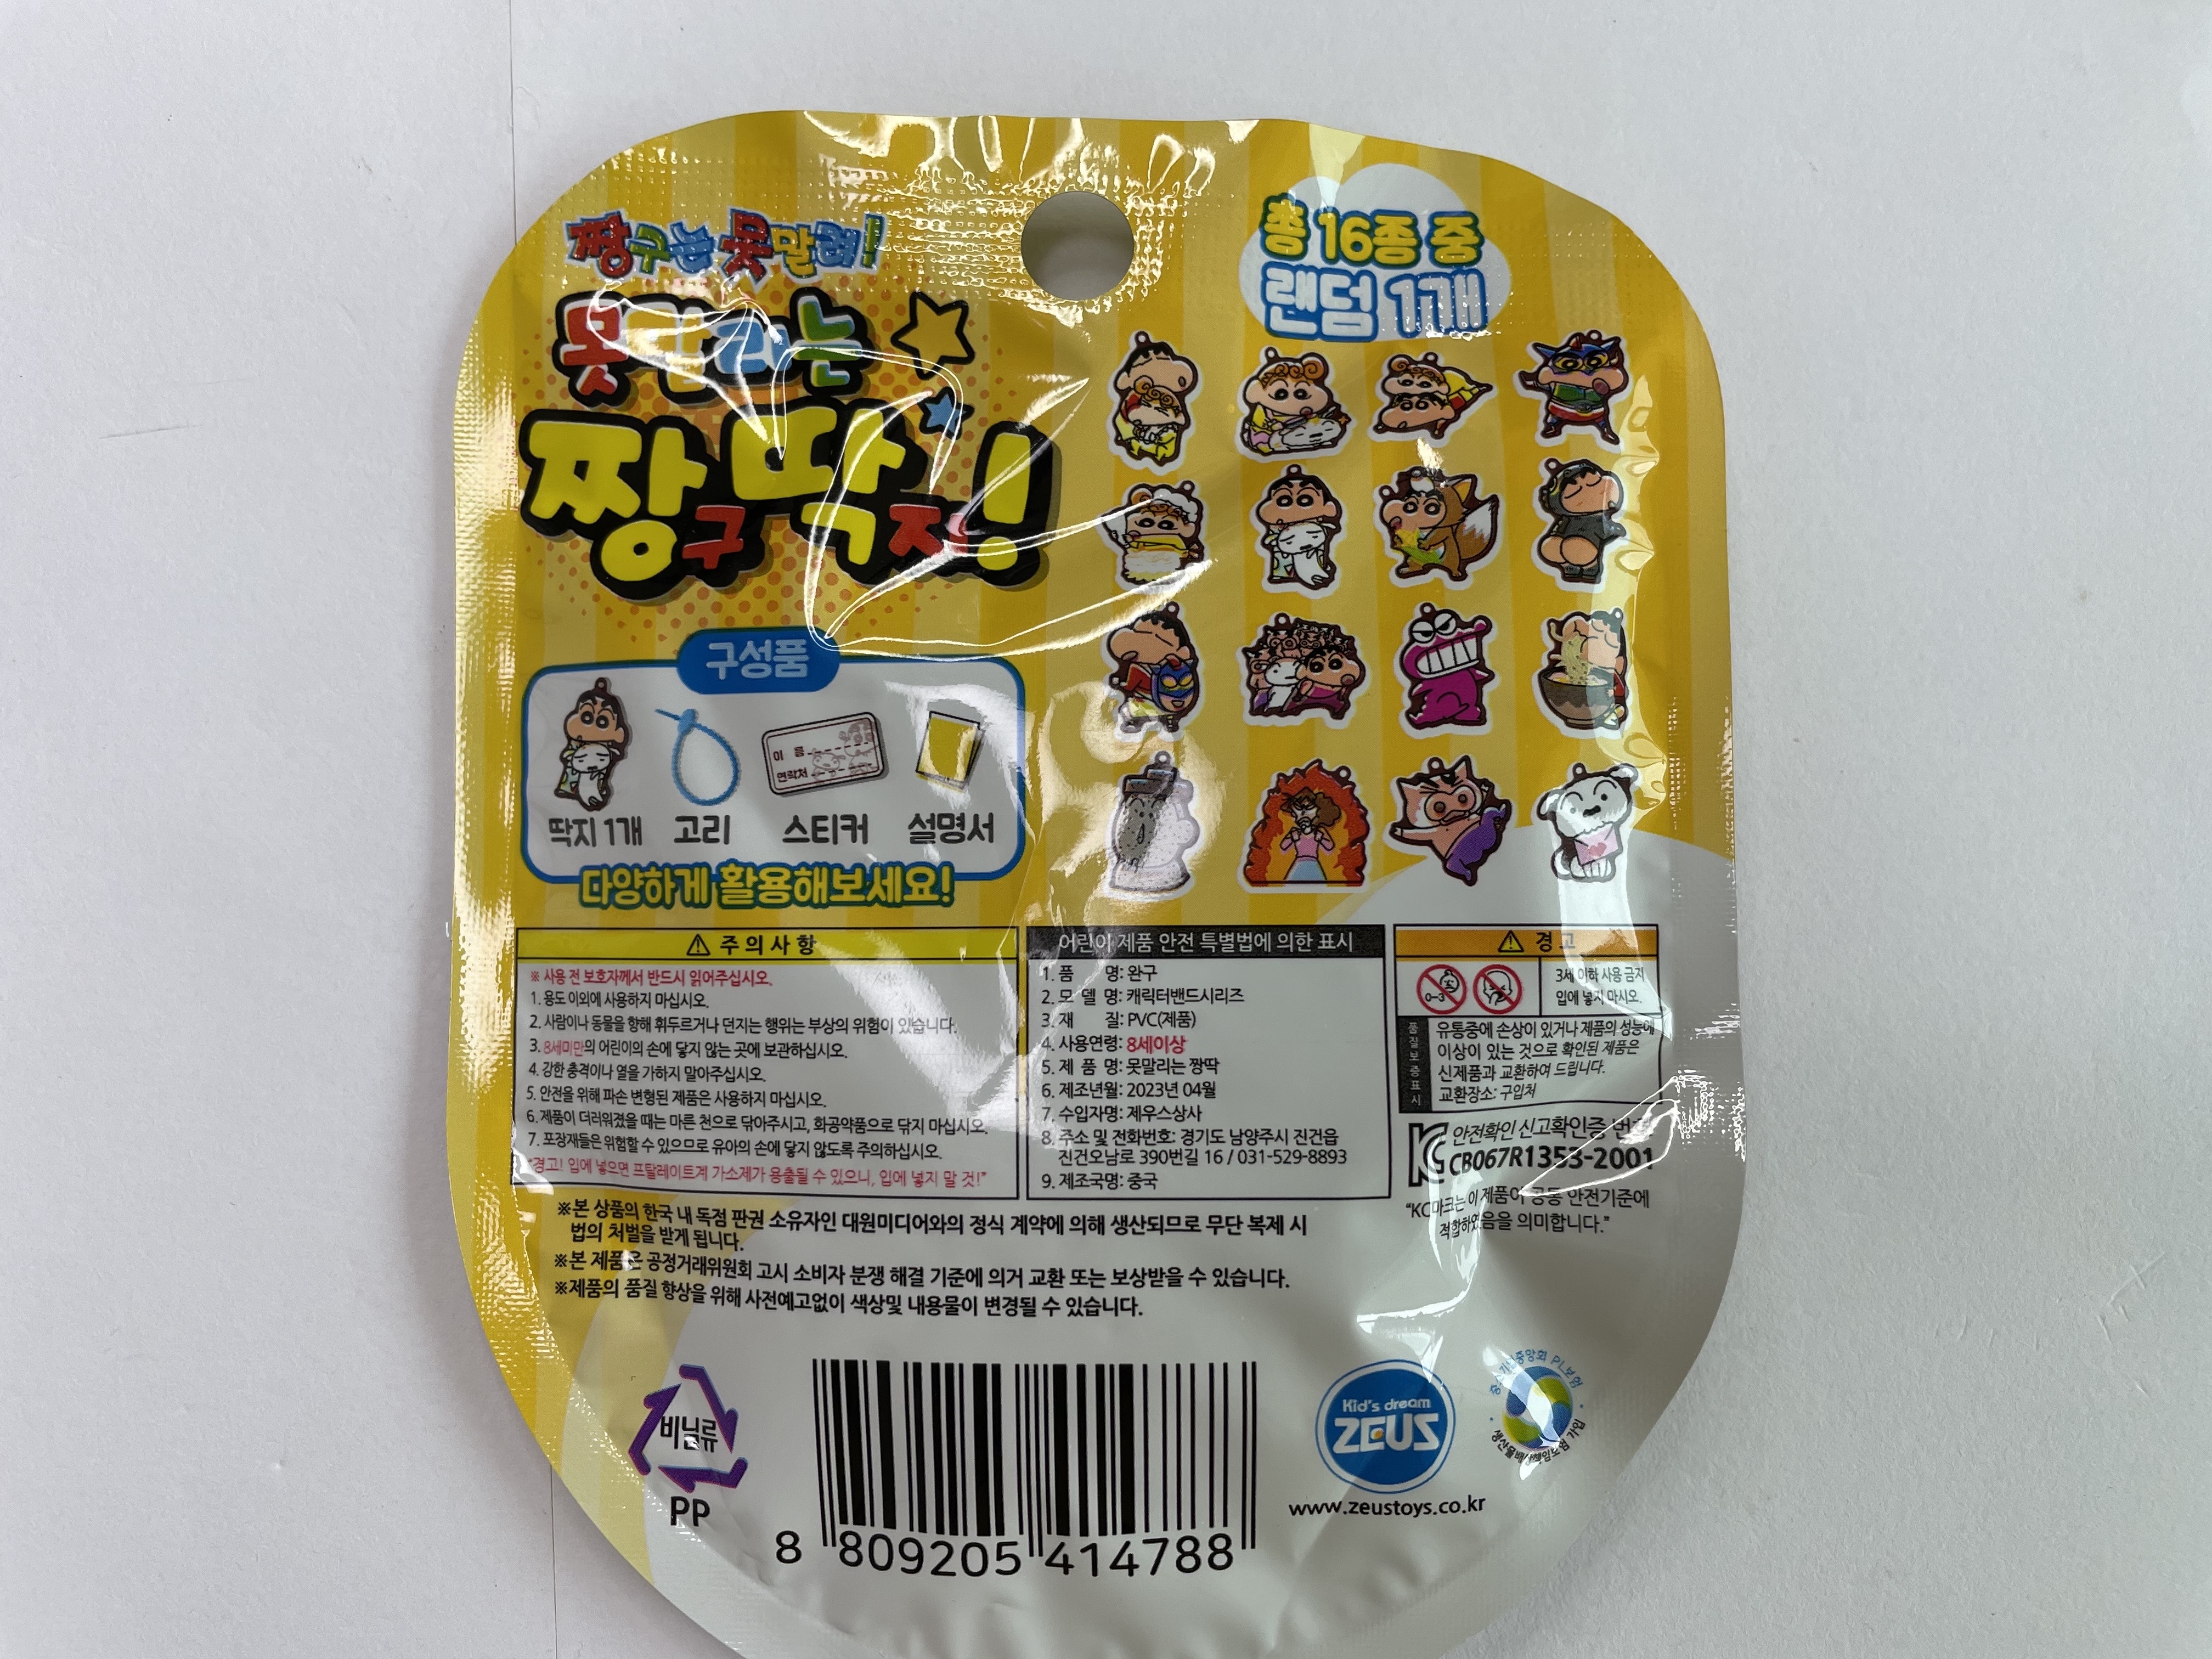 짱구는 못말려!
못말리는
짱구딱지!
총 16종 중
랜덤 1개
구성품
이 름
연락처
딱지 1개 고리 스티커 설명서
다양하게 활용해보세요!
주의사항
※ 사용 전 보호자께서 반드시 읽어주십시오.
1. 용도 이외에 사용하지 마십시오.
2. 사람이나 동물을 향해 휘두르거나 던지는 행위는 부상의 위험이 있습니다.
3. 8세미만의 어린이의 손에 닿지 않는 곳에 보관하십시오.
4. 강한 충격이나 열을 가하지 말아주십시오.
5. 안전을 위해 파손 변형된 제품은 사용하지 마십시오.
6. 제품이 더러워졌을 때는 마른 천으로 닦아주시고, 화공약품으로 닦지 마십시오.
7. 포장재들은 위험할 수 있으므로 유아의 손에 닿지 않도록 주의하십시오.
"경고! 입에 넣으면 프탈레이트계 가소제가 용출될 수 있으니, 입에 넣지 말 것!"
어린이 제품 안전 특별법에 의한 표시
1. 품 명: 완구
2. 모 델 명: 캐릭터밴드시리즈
3. 재 질: PVC(제품)
4. 사용연령: 8세이상
5. 제 품 명: 못말리는 짱딱
6. 제조년월: 2023년 04월
7. 수입자명: 제우스상사
8. 주소 및 전화번호: 경기도 남양주시 진건읍
진건오남로 390번길 16 / 031-529-8893
9. 제조국명: 중국
경고
0-3
3세 이하 사용 금지
입에 넣지 마시오.
품질보증표시
유통중에 손상이 있거나 제품의 성능에
이상이 있는 것으로 확인된 제품은
신제품과 교환하여 드립니다.
교환장소: 구입처
안전확인 신고확인증 번호
CB067R1353-2001
"KC마크는 이 제품이 공통 안전기준에
적합하였음을 의미합니다."
※본 상품의 한국 내 독점 판권 소유자인 대원미디어와의 정식 계약에 의해 생산되므로 무단 복제 시
법의 처벌을 받게 됩니다.
※본 제품은 공정거래위원회 고시 소비자 분쟁 해결 기준에 의거 교환 또는 보상받을 수 있습니다.
※제품의 품질 향상을 위해 사전예고없이 색상및 내용물이 변경될 수 있습니다.
비닐류
PP
8 809205 414788
Kid's dream
ZEUS
www.zeustoys.co.kr
중앙회 PL보험
가입